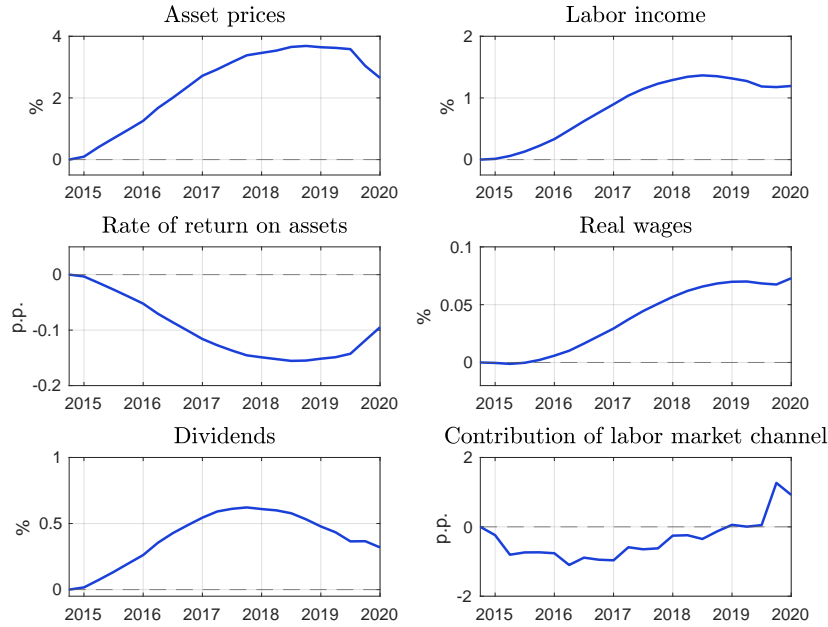 Asset prices
4
2
0
%
2015 2016 2017 2018 2019 2020
Labor income
2
1
0
%
2015 2016 2017 2018 2019 2020
Rate of return on assets
0
-0.1
-0.2
p.p.
2015 2016 2017 2018 2019 2020
Real wages
0.1
0.05
0
%
2015 2016 2017 2018 2019 2020
Dividends
1
0.5
0
%
2015 2016 2017 2018 2019 2020
Contribution of labor market channel
2
0
-2
p.p.
2015 2016 2017 2018 2019 2020